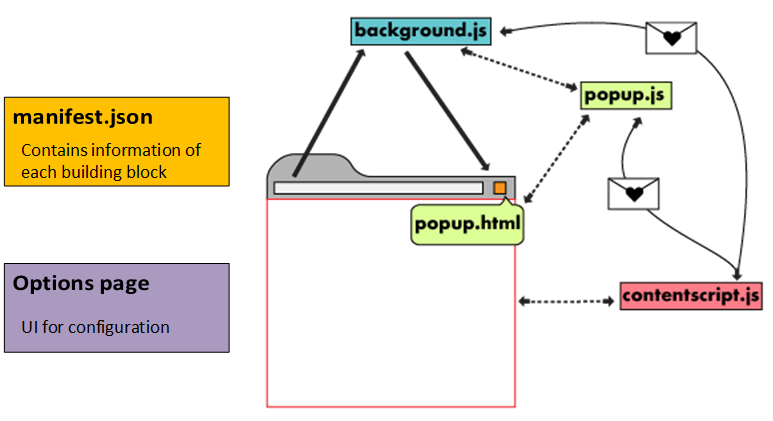 background.js
popup.js
manifest.json
Contains information of
each building block
popup.html
Options page
UI for configuration
contentscript.js